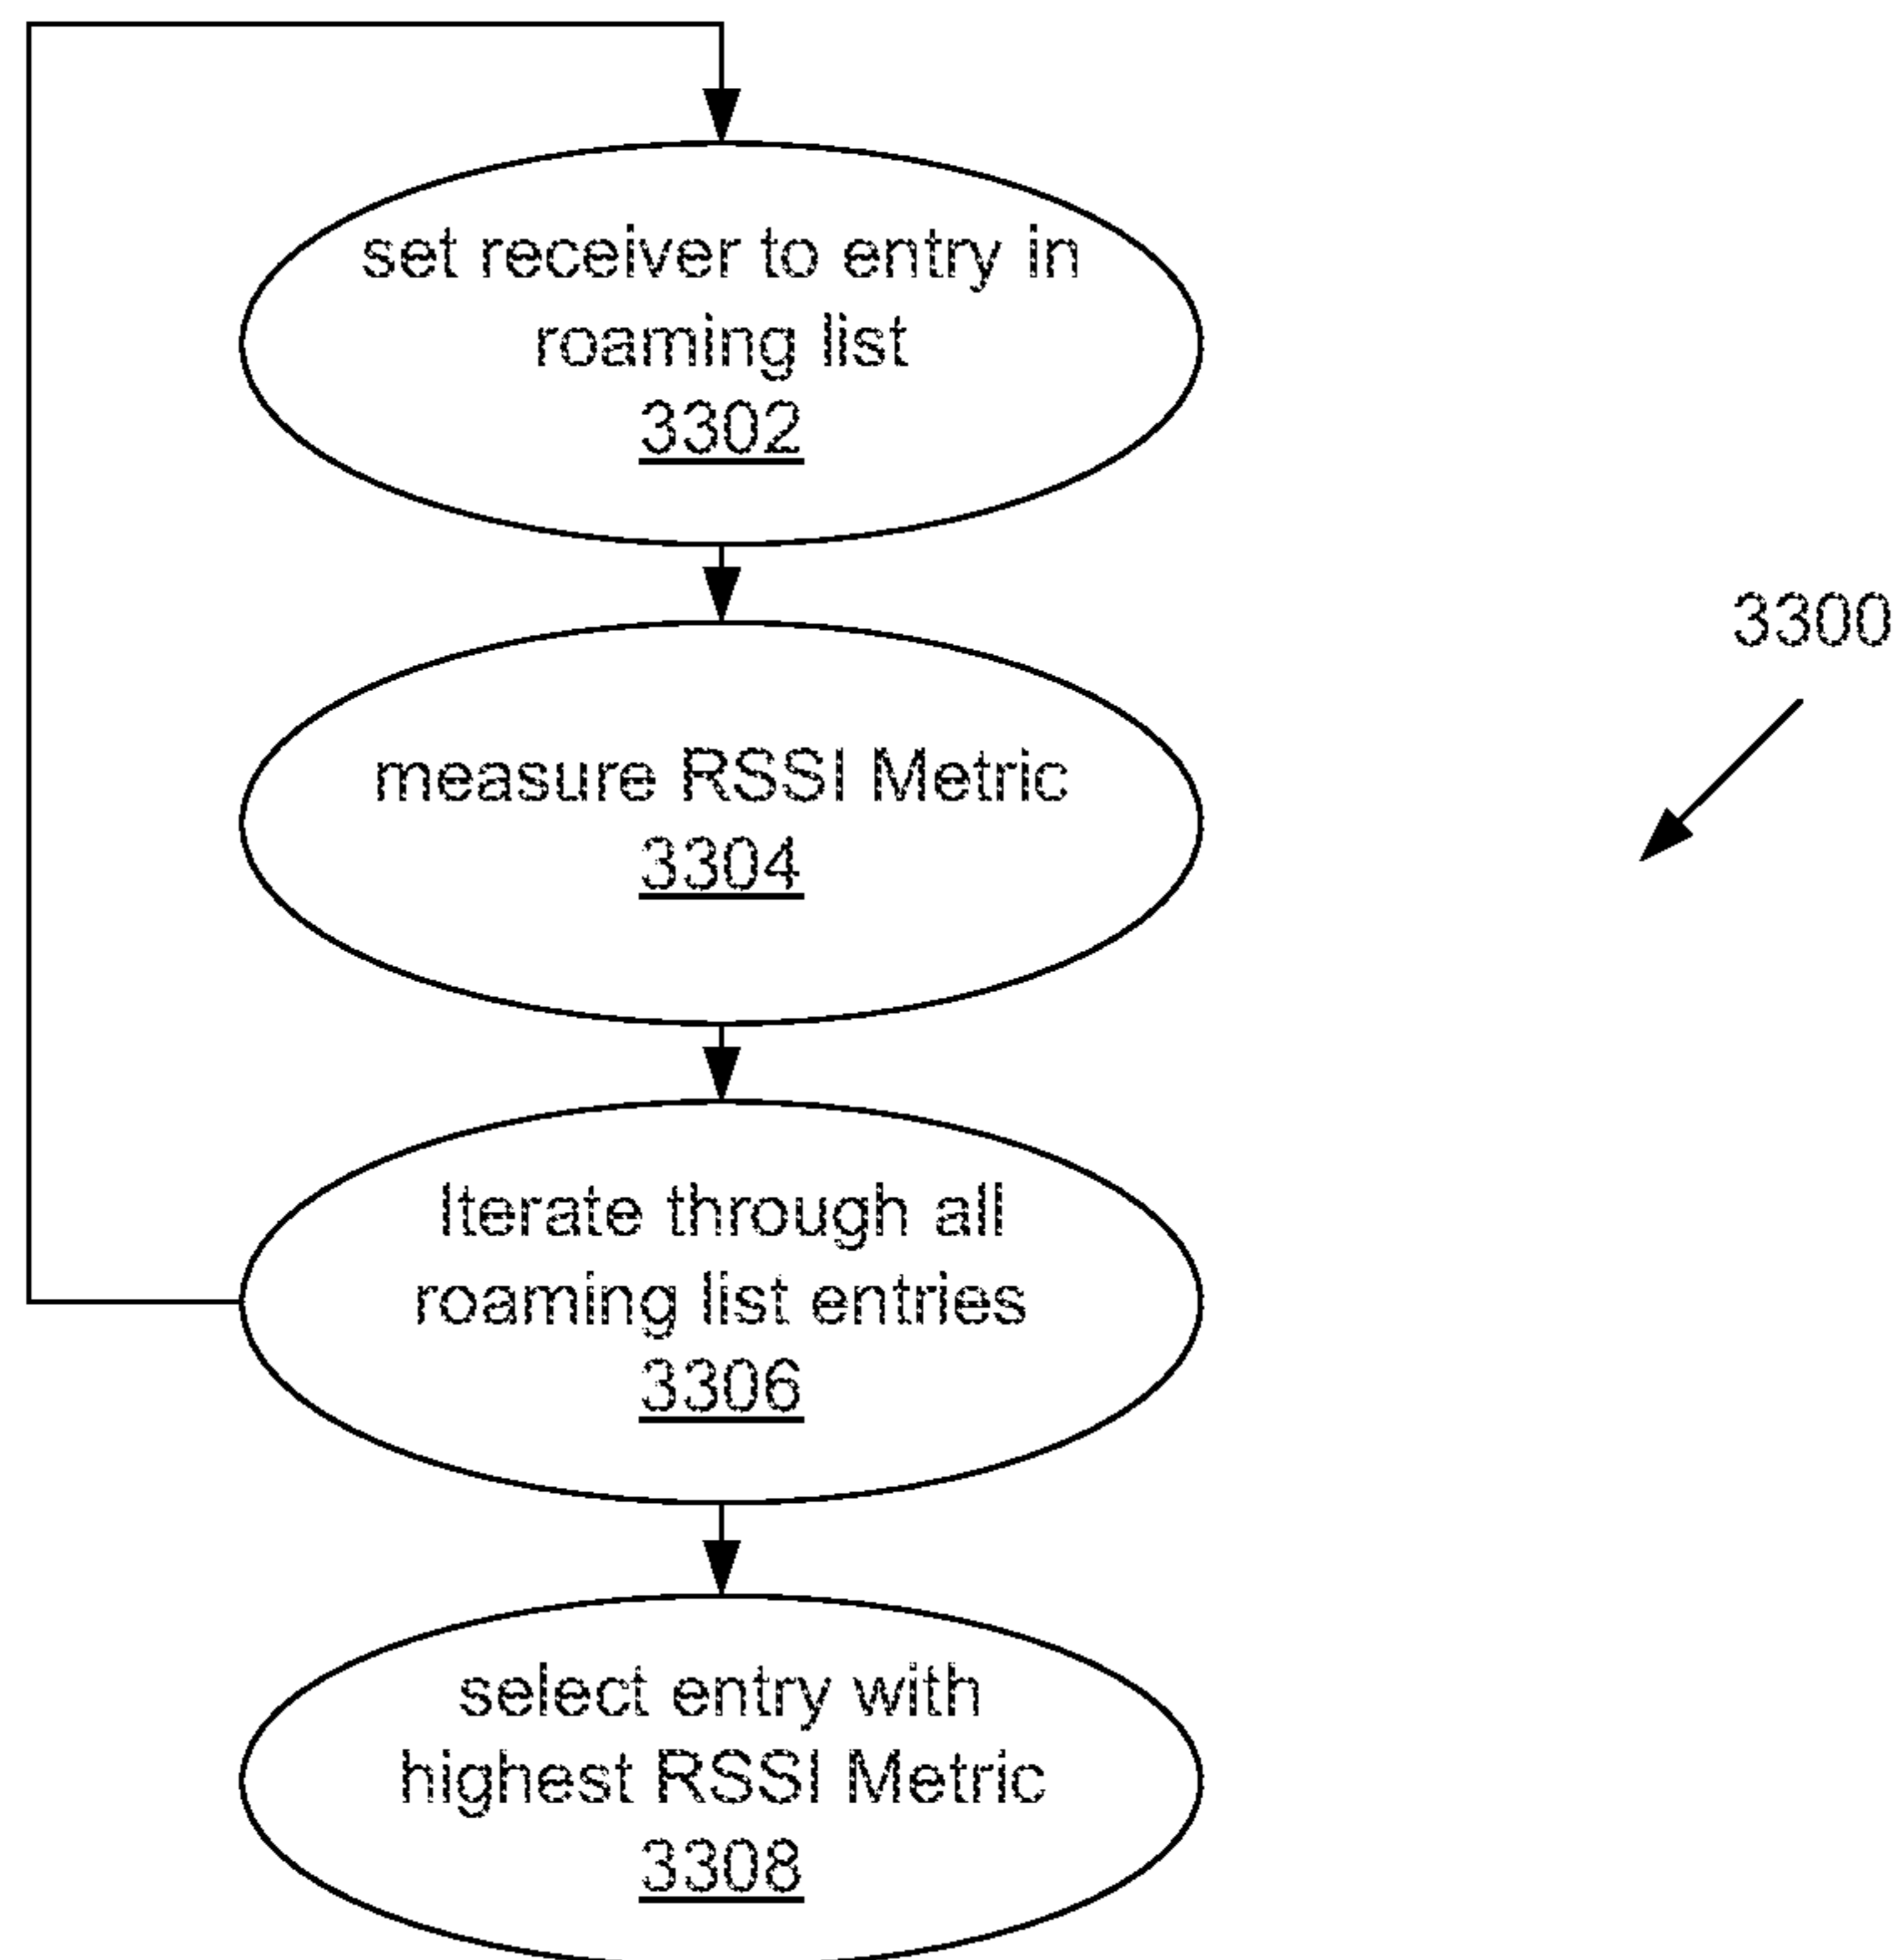 set receiver to entry in
roaming list
3302
3300
measure RSSI Metric
3304
Iterate through all
roaming list entries
3306
select entry with
highest RSSI Metric
3308